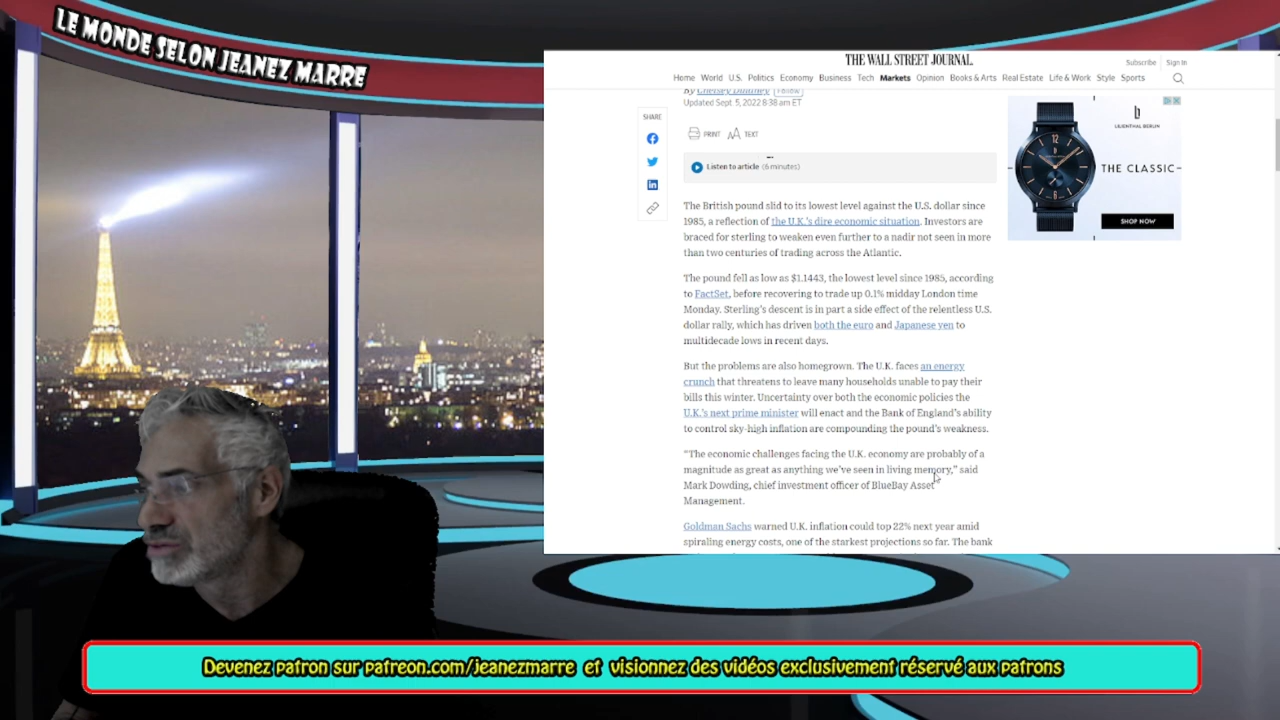 LE MONDE SELON JEANEZ MARRE
THE WALL STREET JOURNAL.
Subscribe Sign In
Home World U.S. Politics Economy Business Tech Markets Opinion Books & Arts Real Estate Life & Work Style Sports
By Chelsey Dulaney Follow
Updated Sept. 5, 2022 8:38 am ET
SHARE
PRINT AA TEXT
Listen to article (6 minutes)
The British pound slid to its lowest level against the U.S. dollar since
1985, a reflection of the U.K.'s dire economic situation. Investors are
braced for sterling to weaken even further to a nadir not seen in more
than two centuries of trading across the Atlantic.
The pound fell as low as $1.1443, the lowest level since 1985, according
to FactSet, before recovering to trade up 0.1% midday London time
Monday. Sterling's descent is in part a side effect of the relentless U.S.
dollar rally, which has driven both the euro and Japanese yen to
multidecade lows in recent days.
But the problems are also homegrown. The U.K. faces an energy
crunch that threatens to leave many households unable to pay their
bills this winter. Uncertainty over both the economic policies the
U.K.'s next prime minister will enact and the Bank of England's ability
to control sky-high inflation are compounding the pound's weakness.
"The economic challenges facing the U.K. economy are probably of a
magnitude as great as anything we've seen in living memory," said
Mark Dowding, chief investment officer of BlueBay Asset
Management.
Goldman Sachs warned U.K. inflation could top 22% next year amid
spiraling energy costs, one of the starkest projections so far. The bank
LILIENTHAL BERLIN
THE CLASSIC
SHOP NOW
Devenez patron sur patreon.com/jeanezmarre et visionnez des vidéos exclusivement réservé aux patrons